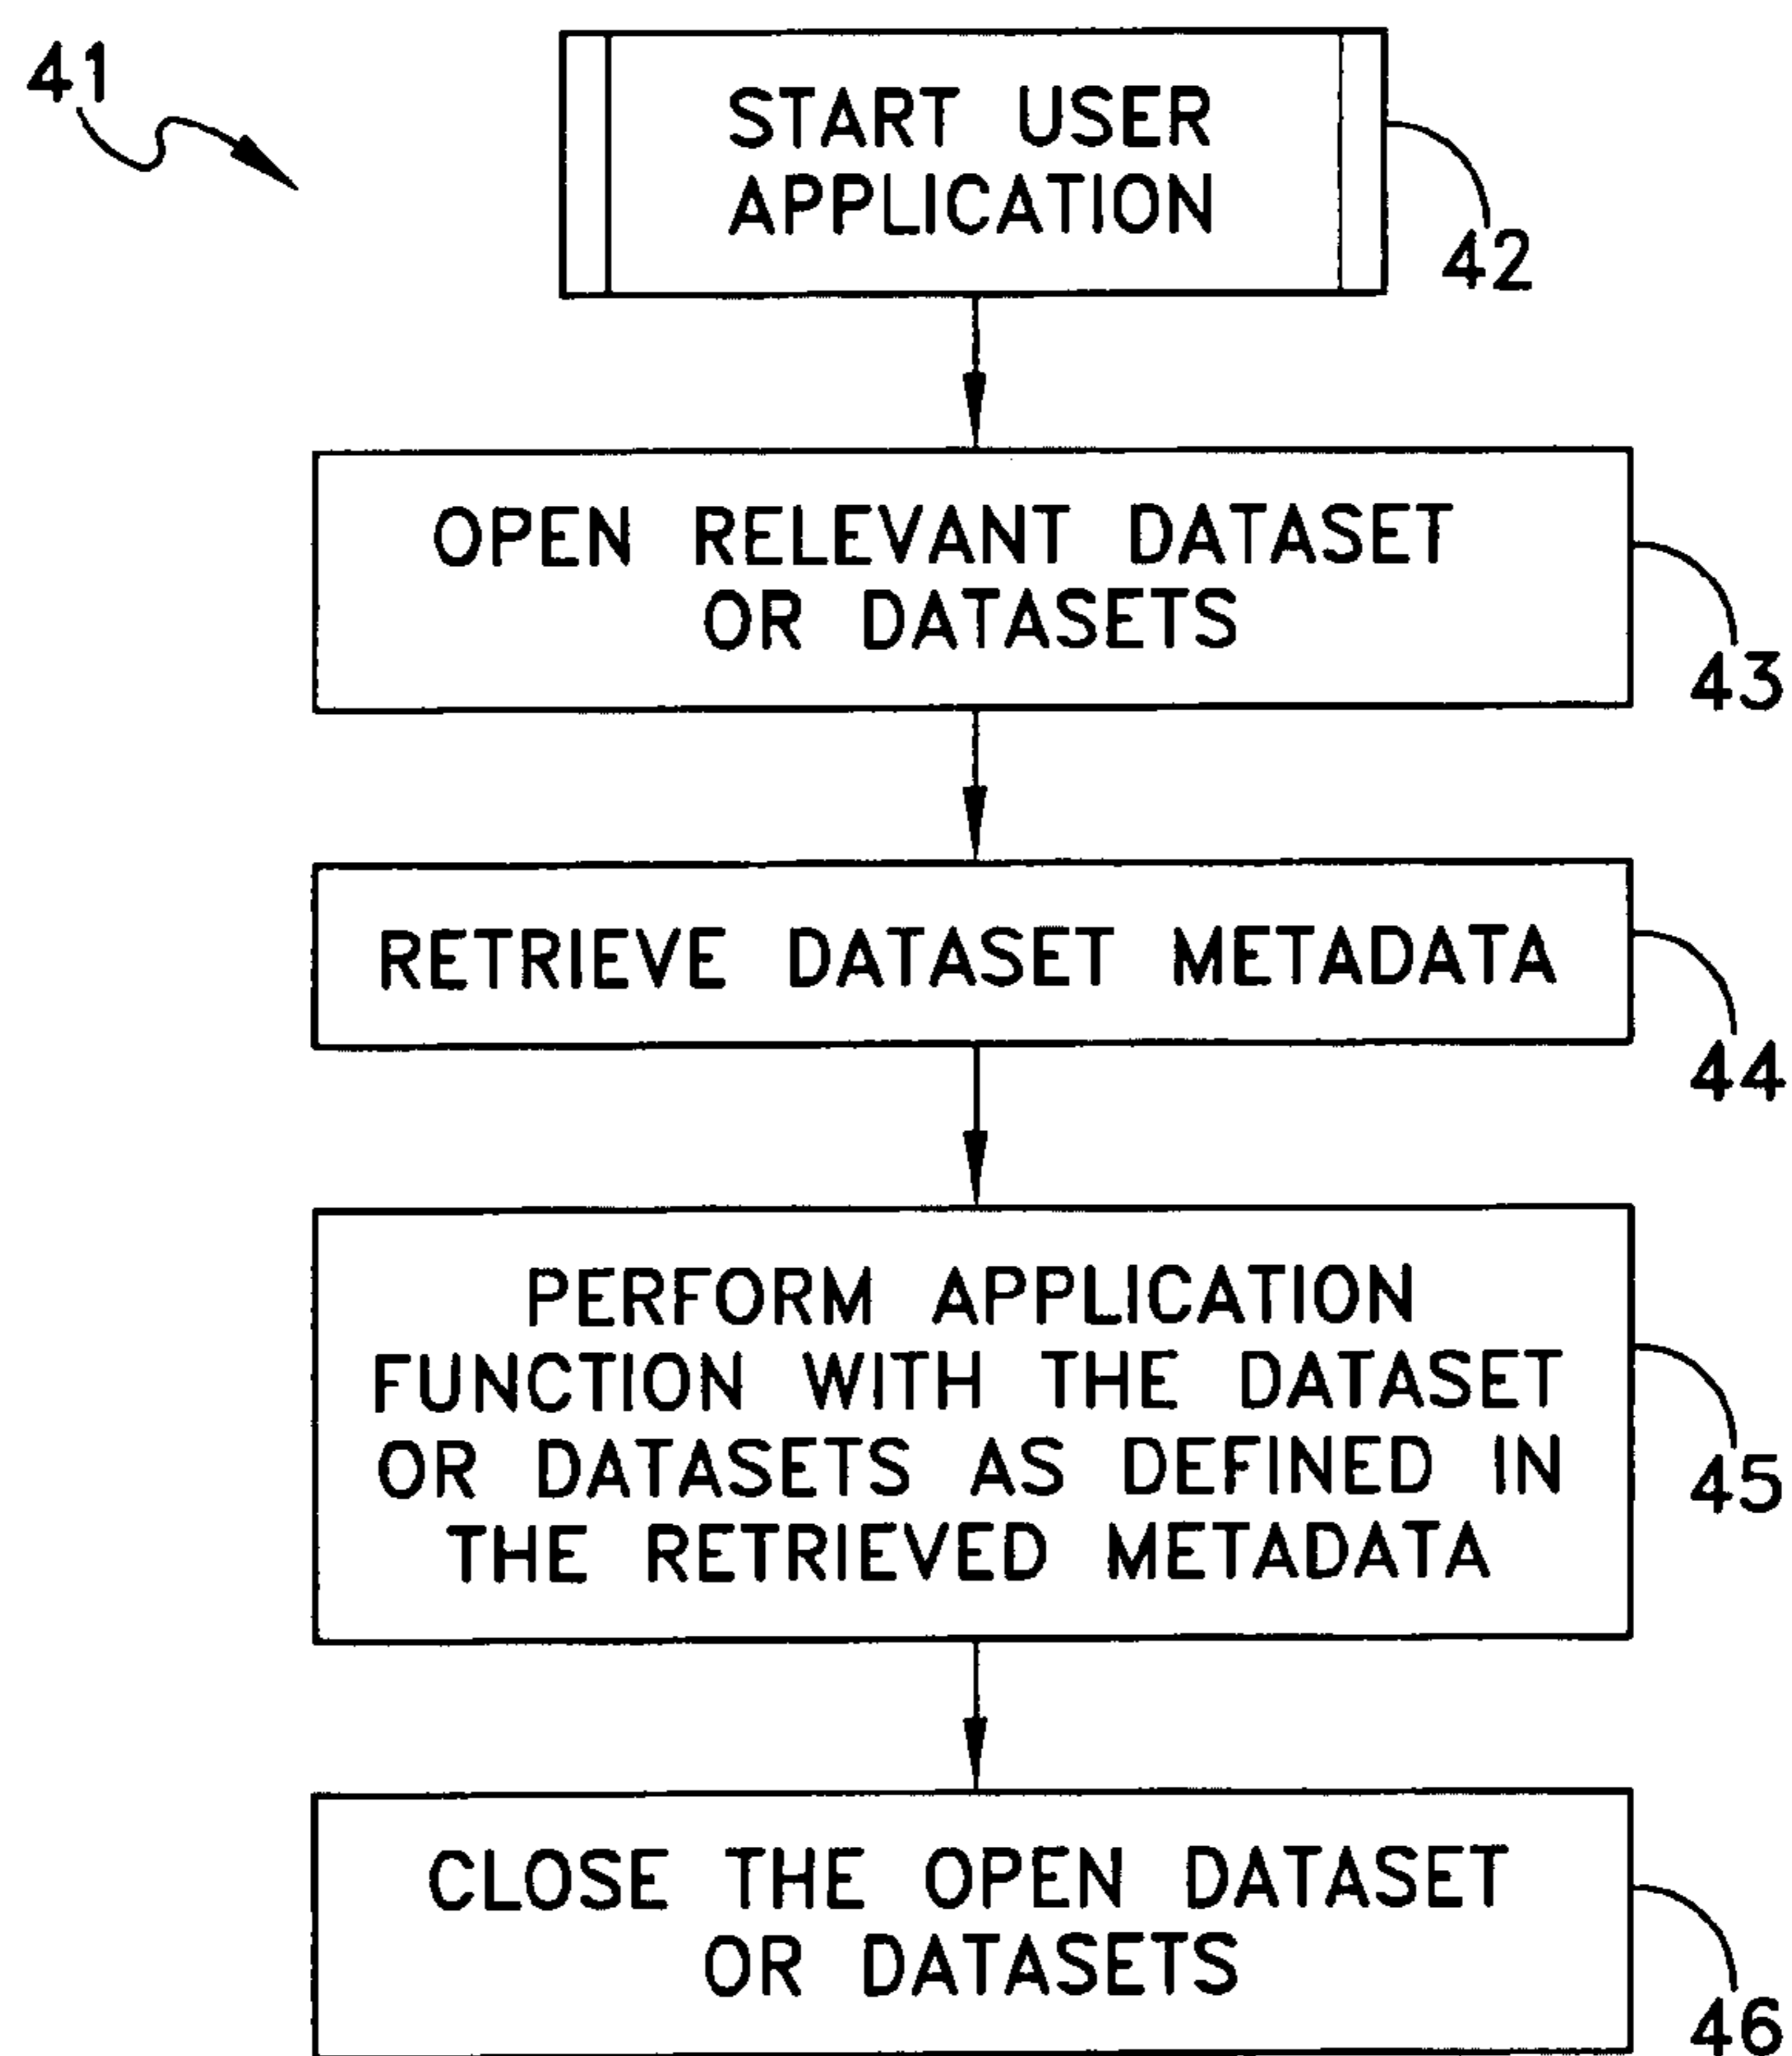 41
START USER
APPLICATION
42
OPEN RELEVANT DATASET
OR DATASETS
43
RETRIEVE DATASET METADATA
44
PERFORM APPLICATION
FUNCTION WITH THE DATASET
OR DATASETS AS DEFINED IN
THE RETRIEVED METADATA
45
CLOSE THE OPEN DATASET
OR DATASETS
46